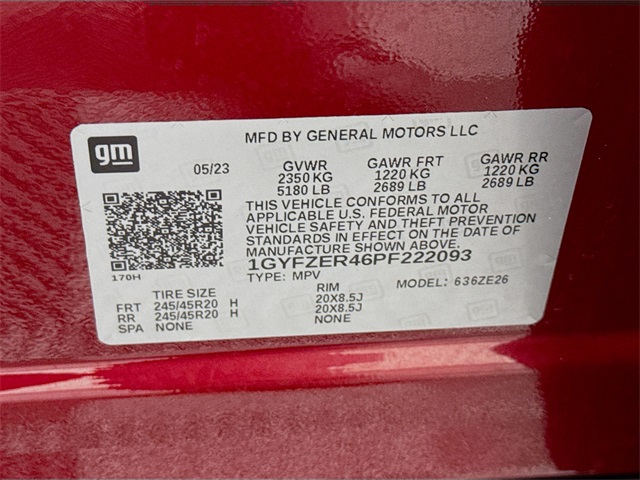 gm
MFD BY GENERAL MOTORS LLC
05/23 GVWR GAWR FRT GAWR RR
2350 KG 1220 KG 1220 KG
5180 LB 2689 LB 2689 LB
THIS VEHICLE CONFORMS TO ALL
APPLICABLE U.S. FEDERAL MOTOR
VEHICLE SAFETY AND THEFT PREVENTION
STANDARDS IN EFFECT ON THE DATE OF
MANUFACTURE SHOWN ABOVE.
1GYFZER46PF222093
170H
TYPE: MPV MODEL: 636ZE26
TIRE SIZE RIM
FRT 245/45R20 H 20X8.5J
RR 245/45R20 H 20X8.5J
SPA NONE NONE